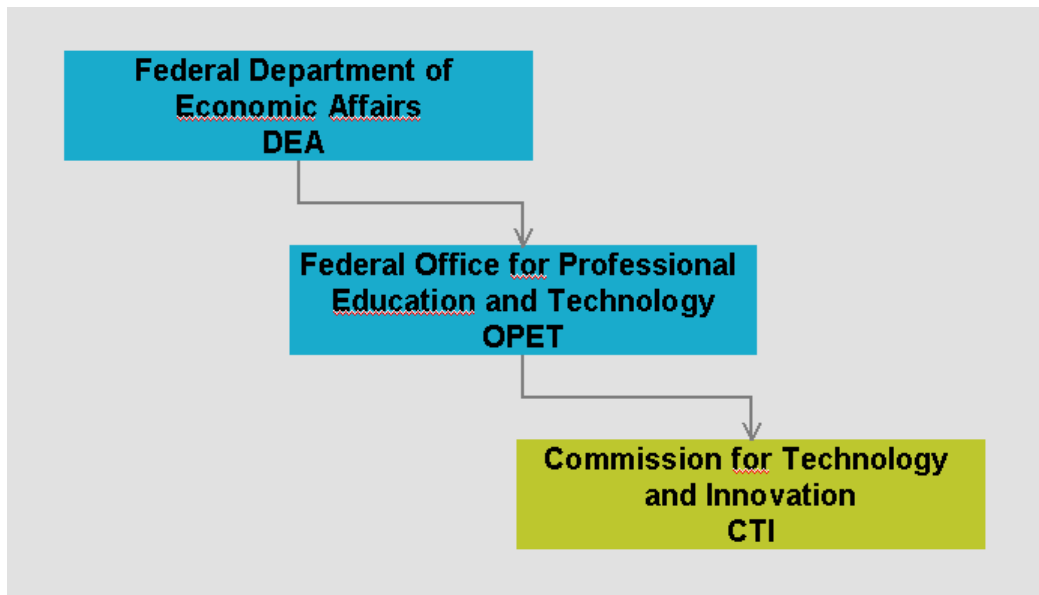 Federal Department of
Economic Affairs
DEA
Federal Office for Professional
Education and Technology
OPET
Commission for Technology
and Innovation
CTI